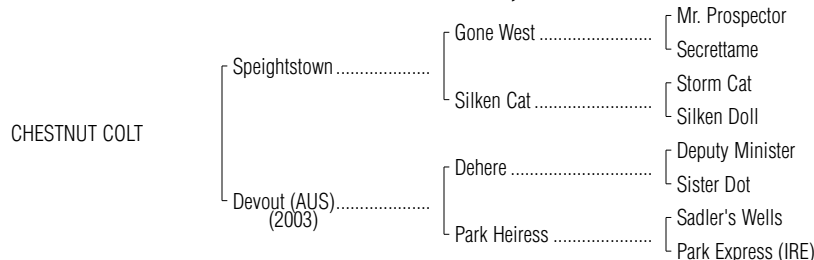 Mr. Prospector
Gone West ......................
Secrettame
Speightstown ...................
Storm Cat
Silken Cat ......................
Silken Doll
CHESTNUT COLT
Deputy Minister
Dehere ...........................
Sister Dot
Devout (AUS)...................
(2003)
Sadler's Wells
Park Heiress ...................
Park Express (IRE)